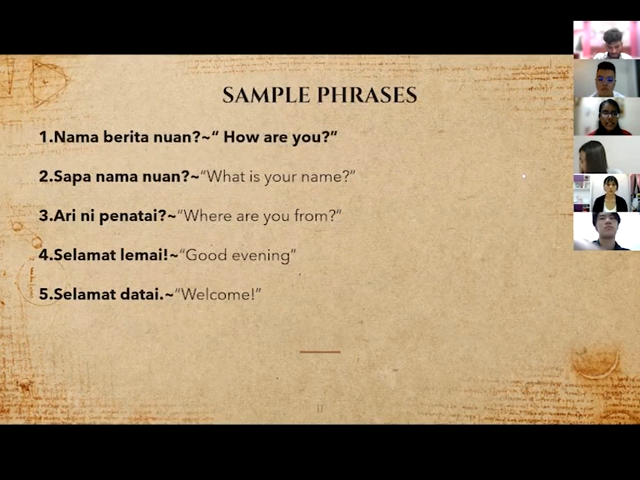 SAMPLE PHRASES
1.Nama berita nuan?~“ How are you?”
2.Sapa nama nuan?~“What is your name?”
3.Ari ni penatai?~“Where are you from?”
4.Selamat lemai!~“Good evening”
5.Selamat datai.~“Welcome!”